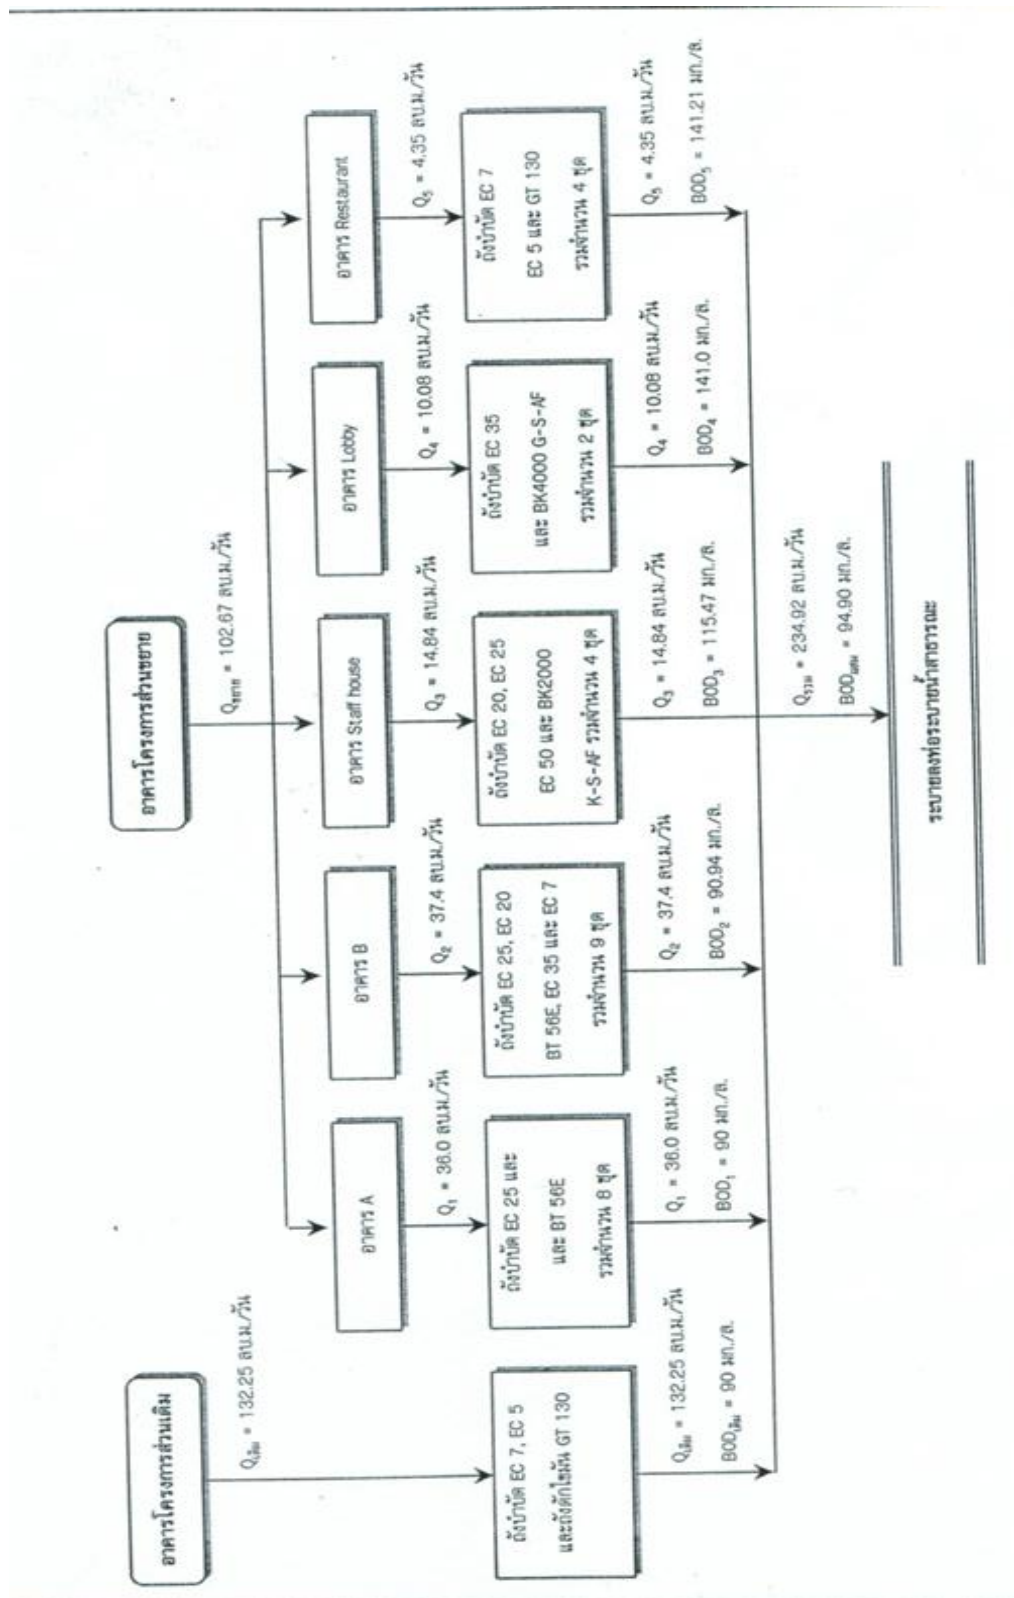 อาคารโครงการส่วนขยาย
Qขยาย = 102.67 ลบ.ม./วัน
อาคารโครงการส่วนเดิม
Qเดิม = 132.25 ลบ.ม./วัน
อาคาร A
อาคาร B
อาคาร Staff house
อาคาร Lobby
อาคาร Restaurant
Q₁ = 36.0 ลบ.ม./วัน
Q₂ = 37.4 ลบ.ม./วัน
Q₃ = 14.84 ลบ.ม./วัน
Q₄ = 10.08 ลบ.ม./วัน
Q₅ = 4.35 ลบ.ม./วัน
ถังบำบัด EC 7, EC 5
และถังดักไขมัน GT 130
ถังบำบัด EC 25 และ
และ BT 56E
รวมจำนวน 8 ชุด
ถังบำบัด EC 25, EC 20
BT 56E, EC 35 และ EC 7
รวมจำนวน 9 ชุด
ถังบำบัด EC 20, EC 25
EC 50 และ BK2000
K-S-AF รวมจำนวน 4 ชุด
ถังบำบัด EC 35
และ BK4000 G-S-AF
รวมจำนวน 2 ชุด
ถังบำบัด EC 7
EC 5 และ GT 130
รวมจำนวน 4 ชุด
Qเดิม = 132.25 ลบ.ม./วัน
BODเดิม = 90 มก./ล.
Q₁ = 36.0 ลบ.ม./วัน
BOD₁ = 90 มก./ล.
Q₂ = 37.4 ลบ.ม./วัน
BOD₂ = 90.94 มก./ล.
Q₃ = 14.84 ลบ.ม./วัน
BOD₃ = 115.47 มก./ล.
Q₄ = 10.08 ลบ.ม./วัน
BOD₄ = 141.0 มก./ล.
Q₅ = 4.35 ลบ.ม./วัน
BOD₅ = 141.21 มก./ล.
Qรวม = 234.92 ลบ.ม./วัน
BODผสม = 94.90 มก./ล.
ระบายลงท่อระบายน้ำสาธารณะ